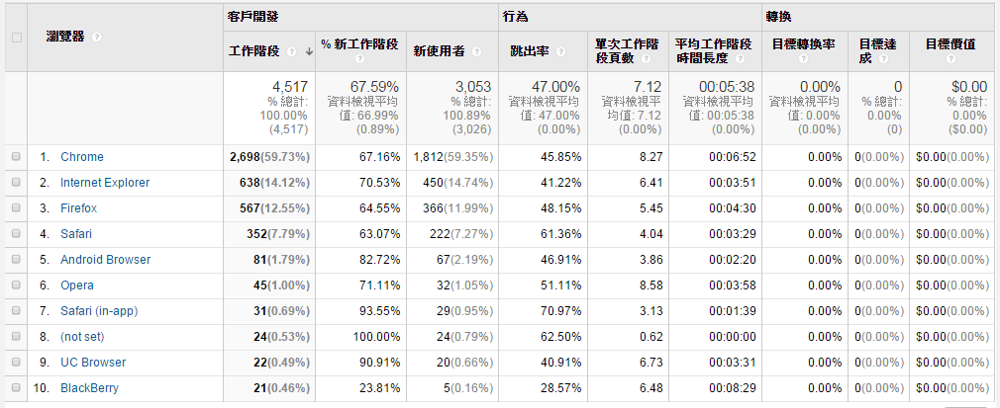 客戶開發 行為 轉換
瀏覽器 ? 工作階段 ? ↓ % 新工作階段 ? 新使用者 ? 跳出率 ? 單次工作階段頁數 ? 平均工作階段時間長度 ? 目標轉換率 ? 目標達成 ? 目標價值 ?
4,517 67.59% 3,053 47.00% 7.12 00:05:38 0.00% 0 $0.00
% 總計: 資料檢視平均 % 總計: 資料檢視平均 資料檢視平 資料檢視平均 資料檢視平均 % 總計: % 總計:
100.00% 值: 66.99% 100.89% 值: 47.00% 均值: 7.12 值: 00:05:38 值: 0.00% 0.00% 0.00%
(4,517) (0.89%) (3,026) (0.00%) (0.00%) (0.00%) (0.00%) (0) ($0.00)
1. Chrome 2,698(59.73%) 67.16% 1,812(59.35%) 45.85% 8.27 00:06:52 0.00% 0(0.00%) $0.00(0.00%)
2. Internet Explorer 638(14.12%) 70.53% 450(14.74%) 41.22% 6.41 00:03:51 0.00% 0(0.00%) $0.00(0.00%)
3. Firefox 567(12.55%) 64.55% 366(11.99%) 48.15% 5.45 00:04:30 0.00% 0(0.00%) $0.00(0.00%)
4. Safari 352(7.79%) 63.07% 222(7.27%) 61.36% 4.04 00:03:29 0.00% 0(0.00%) $0.00(0.00%)
5. Android Browser 81(1.79%) 82.72% 67(2.19%) 46.91% 3.86 00:02:20 0.00% 0(0.00%) $0.00(0.00%)
6. Opera 45(1.00%) 71.11% 32(1.05%) 51.11% 8.58 00:03:58 0.00% 0(0.00%) $0.00(0.00%)
7. Safari (in-app) 31(0.69%) 93.55% 29(0.95%) 70.97% 3.13 00:01:39 0.00% 0(0.00%) $0.00(0.00%)
8. (not set) 24(0.53%) 100.00% 24(0.79%) 62.50% 0.62 00:00:00 0.00% 0(0.00%) $0.00(0.00%)
9. UC Browser 22(0.49%) 90.91% 20(0.66%) 40.91% 6.73 00:03:31 0.00% 0(0.00%) $0.00(0.00%)
10. BlackBerry 21(0.46%) 23.81% 5(0.16%) 28.57% 6.48 00:08:29 0.00% 0(0.00%) $0.00(0.00%)